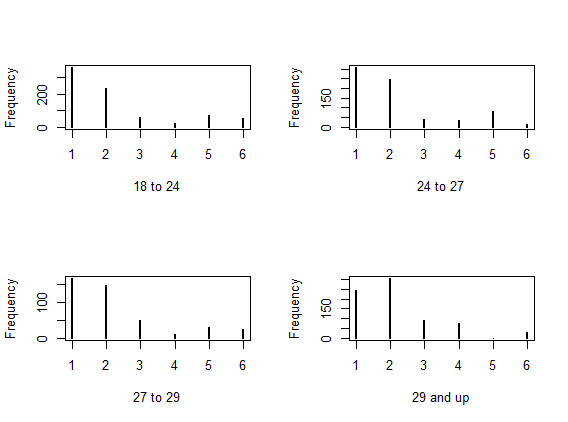 Frequency
200
0
1 2 3 4 5 6
18 to 24
Frequency
150
0
1 2 3 4 5 6
24 to 27
Frequency
100
0
1 2 3 4 5 6
27 to 29
Frequency
150
0
1 2 3 4 5 6
29 and up